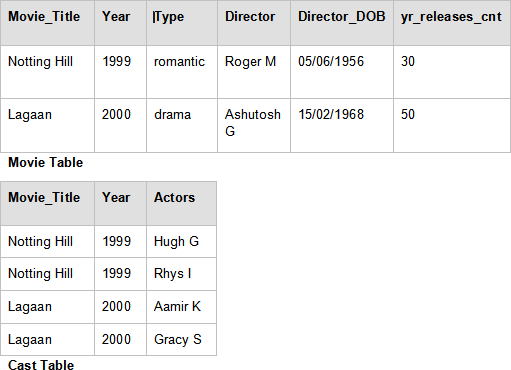 Movie_Title Year |Type Director Director_DOB yr_releases_cnt
Notting Hill 1999 romantic Roger M 05/06/1956 30
Lagaan 2000 drama Ashutosh 15/02/1968 50
G
Movie Table
Movie_Title Year Actors
Notting Hill 1999 Hugh G
Notting Hill 1999 Rhys I
Lagaan 2000 Aamir K
Lagaan 2000 Gracy S
Cast Table